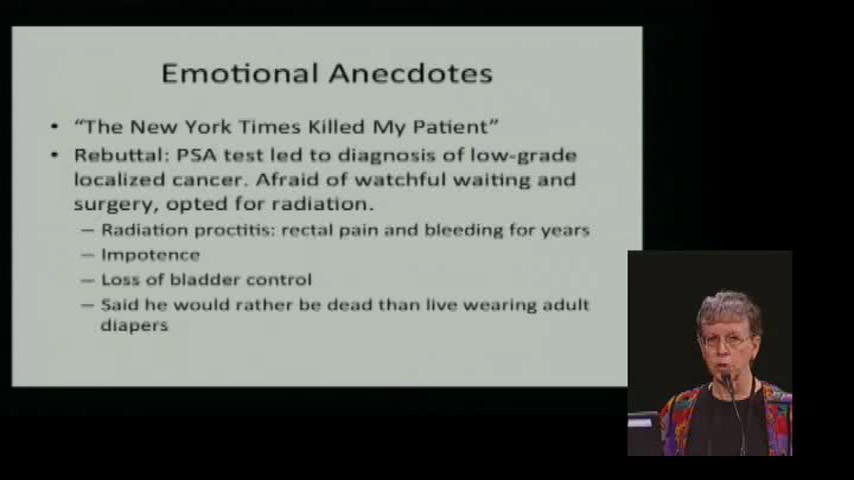 Emotional Anecdotes
• “The New York Times Killed My Patient”
• Rebuttal: PSA test led to diagnosis of low-grade
localized cancer. Afraid of watchful waiting and
surgery, opted for radiation.
– Radiation proctitis: rectal pain and bleeding for years
– Impotence
– Loss of bladder control
– Said he would rather be dead than live wearing adult
diapers